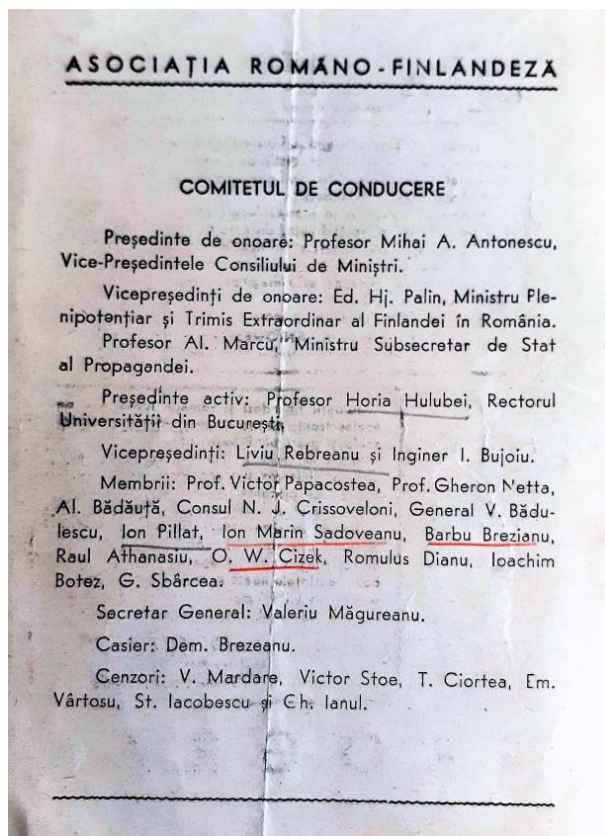 ASOCIAȚIA ROMÂNO-FINLANDEZĂ
COMITETUL DE CONDUCERE
Președinte de onoare: Profesor Mihai A. Antonescu,
Vice-Președintele Consiliului de Miniștri.
Vicepreședinți de onoare: Ed. Hj. Palin, Ministru Ple-
nipotențiar și Trimis Extraordinar al Finlandei în România.
Profesor Al. Marcu, Ministru Subsecretar de Stat
al Propagandei.
Președinte activ: Profesor Horia Hulubei, Rectorul
Universității din București.
Vicepreședinți: Liviu Rebreanu și Inginer I. Bujoiu.
Membrii: Prof. Victor Papacostea, Prof. Gheron Netta,
Al. Bădăuță, Consul N. J. Crissoveloni, General V. Bădu-
lescu, Ion Pillat, Ion Marin Sadoveanu, Barbu Brezianu,
Raul Athanasiu, O. W. Cizek, Romulus Dianu, Ioachim
Botez, G. Sbârcea.
Secretar General: Valeriu Măgureanu.
Casier: Dem. Brezeanu.
Cenzori: V. Mardare, Victor Stoe, T. Ciortea, Em.
Vârtosu, St. Iacobescu și Ch. Ianul.